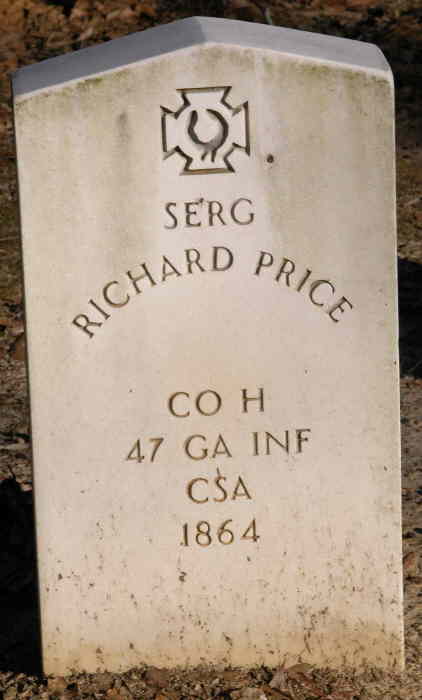 SERG
RICHARD PRICE
CO H
47 GA INF
CSA
1864